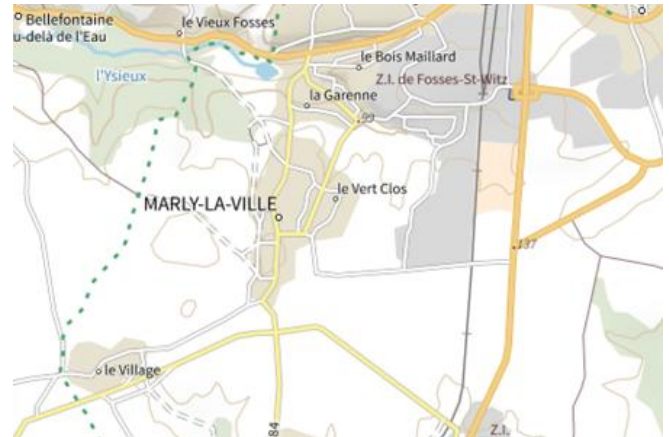 Bellefontaine
u-delà de l'Eau
le Vieux Fosses
le Bois Maillard
l'Ysieux
Z.I. de Fosses-St-Witz
la Garenne
99
le Vert Clos
MARLY-LA-VILLE
137
le Village
84
Z.I.